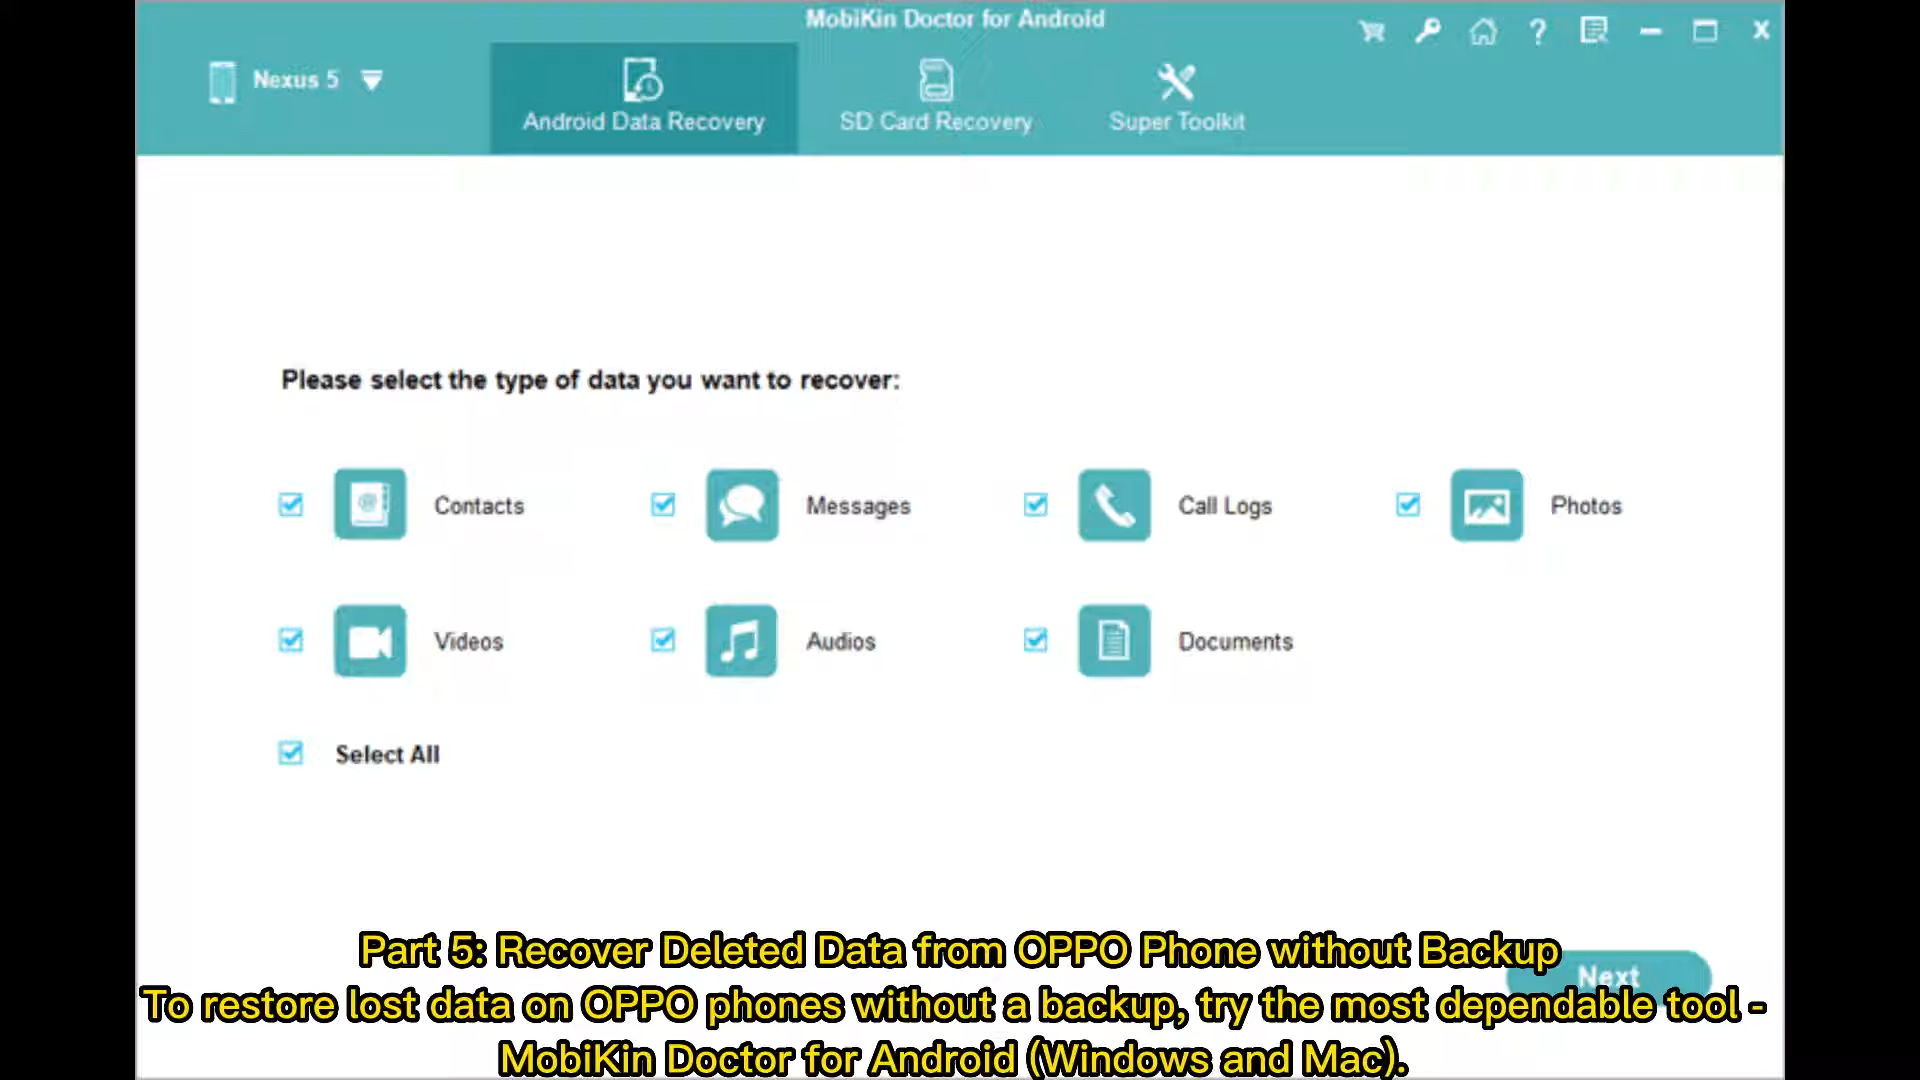 MobiKin Doctor for Android
Nexus 5
Android Data Recovery
SD Card Recovery
Super Toolkit
Please select the type of data you want to recover:
Contacts
Messages
Call Logs
Photos
Videos
Audios
Documents
Select All
Next
Part 5: Recover Deleted Data from OPPO Phone without Backup
To restore lost data on OPPO phones without a backup, try the most dependable tool -
MobiKin Doctor for Android (Windows and Mac).